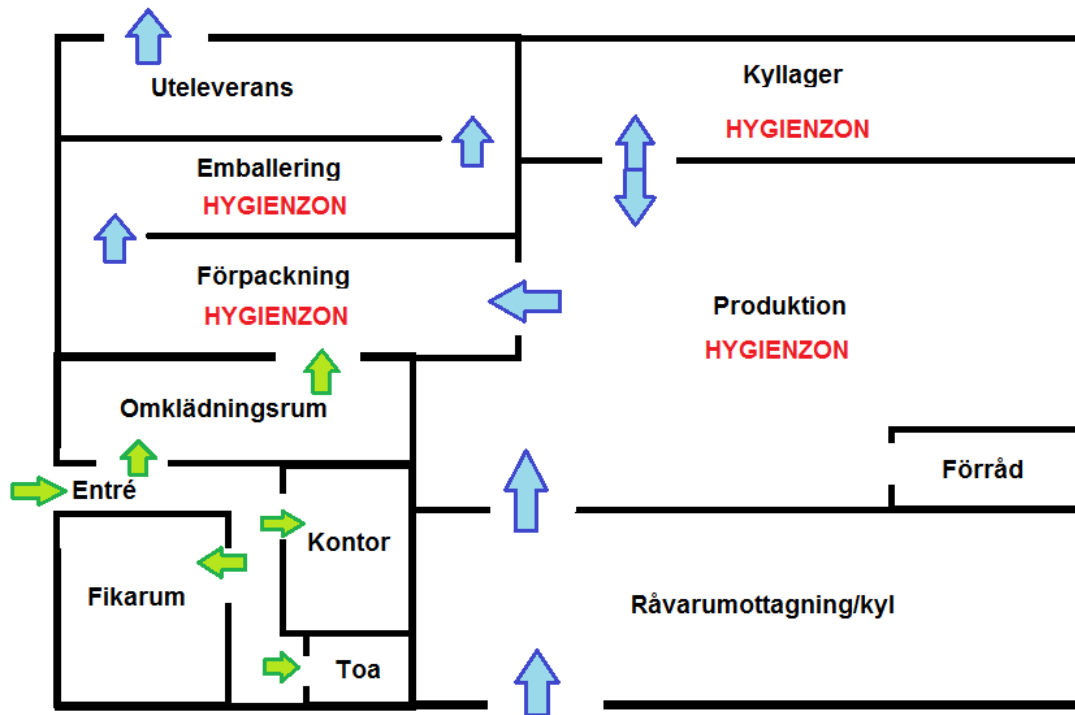 Uteleverans
Kyllager
HYGIENZON
Emballering
HYGIENZON
Förpackning
HYGIENZON
Produktion
HYGIENZON
Omklädningsrum
Entré
Förråd
Kontor
Fikarum
Råvarumottagning/kyl
Toa